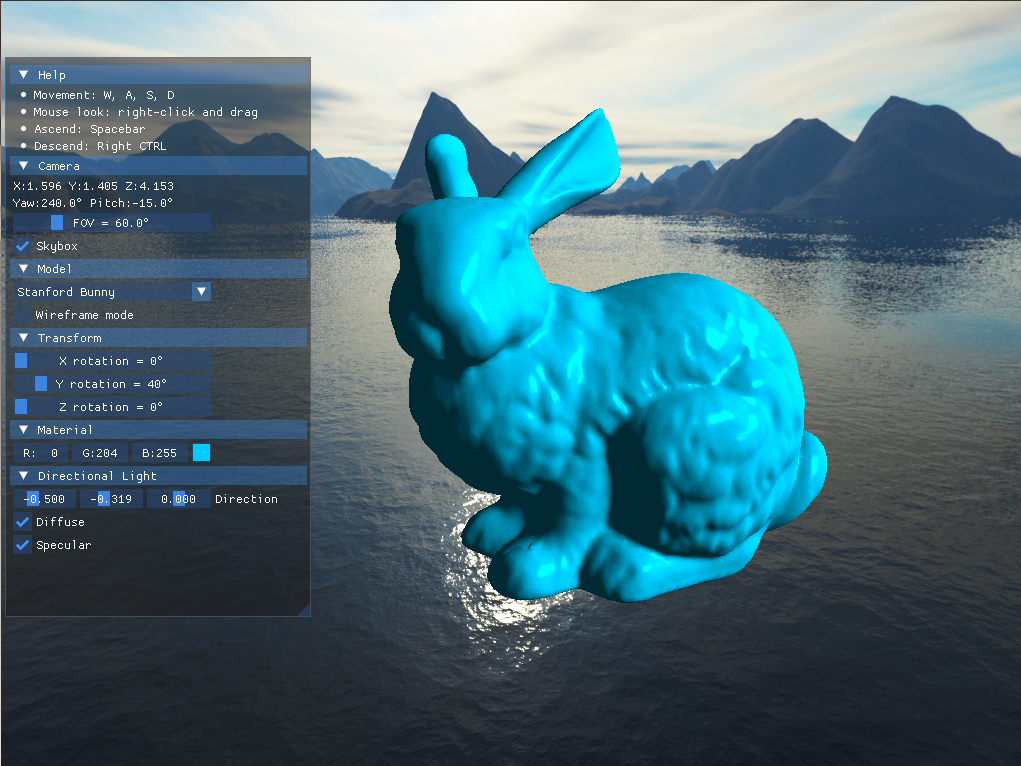 Help
Movement: W, A, S, D
Mouse look: right-click and drag
Ascend: Spacebar
Descend: Right CTRL
Camera
X:1.596 Y:1.405 Z:4.153
Yaw:240.0° Pitch:-15.0°
FOV = 60.0°
Skybox
Model
Stanford Bunny
Wireframe mode
Transform
X rotation = 0°
Y rotation = 40°
Z rotation = 0°
Material
R: 0 G:204 B:255
Directional Light
-0.500 -0.319 0.000 Direction
Diffuse
Specular